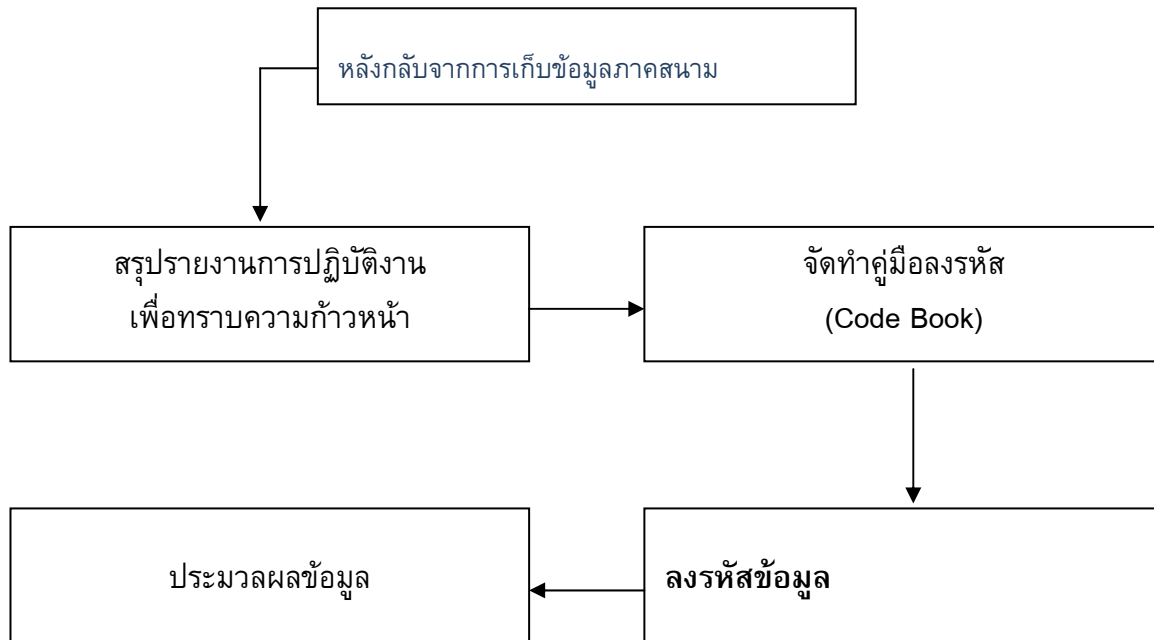 หลังกลับจากการเก็บข้อมูลภาคสนาม
สรุปรายงานการปฏิบัติงาน
เพื่อทราบความก้าวหน้า
จัดทำคู่มือลงรหัส
(Code Book)
ประมวลผลข้อมูล
ลงรหัสข้อมูล